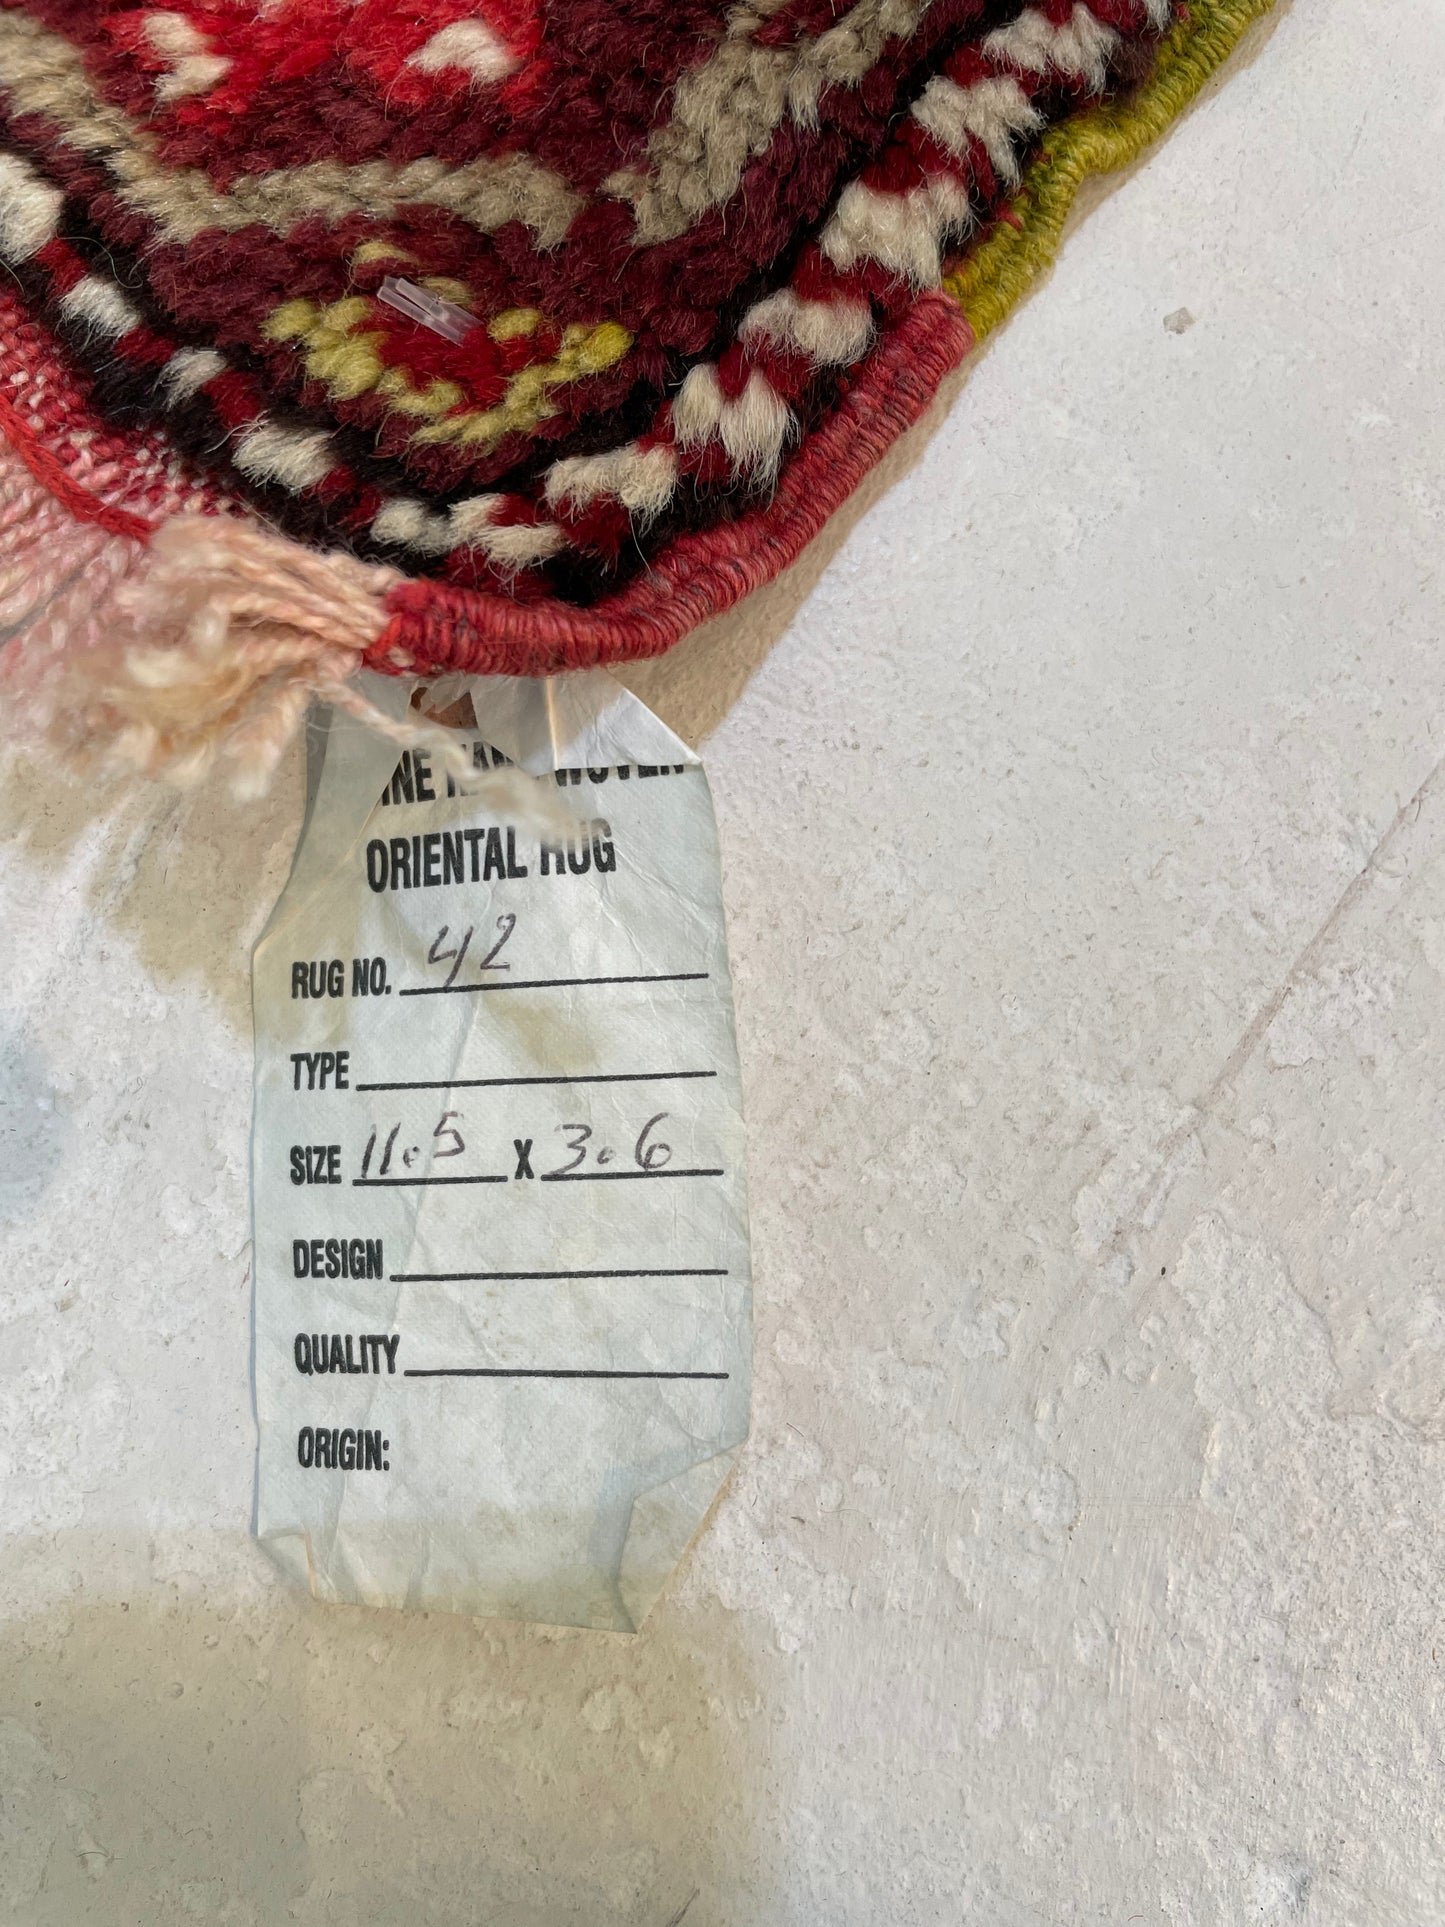 ORIENTAL RUG
RUG NO. 42
TYPE
SIZE 11.5 X 3.6
DESIGN
QUALITY
ORIGIN: